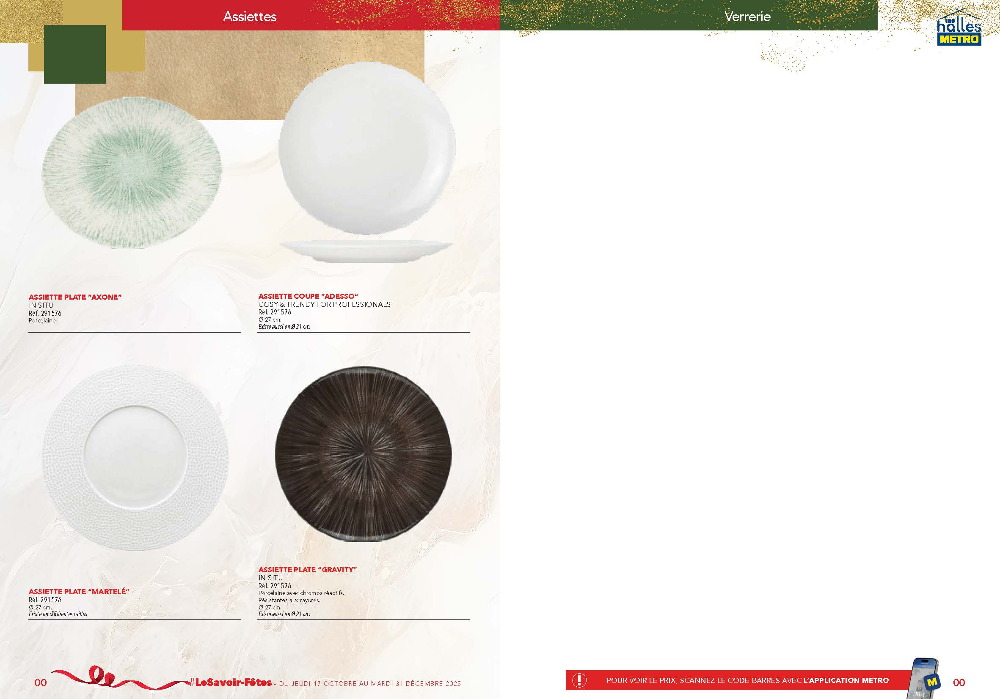 Assiettes
Verrerie
les
halles
METRO
ASSIETTE PLATE “AXONE”
IN SITU
Réf. 291576
Porcelaine.
ASSIETTE COUPE “ADESSO”
COSY & TRENDY FOR PROFESSIONALS
Réf. 291576
Ø 27 cm.
Existe aussi en Ø 21 cm.
ASSIETTE PLATE “MARTELÉ”
Réf. 291576
Ø 27 cm.
Existe en différentes tailles
ASSIETTE PLATE “GRAVITY”
IN SITU
Réf. 291576
Porcelaine avec chromos réactifs.
Résistantes aux rayures.
Ø 27 cm.
Existe aussi en Ø 21 cm.
00
#LeSavoir-Fêtes - DU JEUDI 17 OCTOBRE AU MARDI 31 DÉCEMBRE 2025
! POUR VOIR LE PRIX, SCANNEZ LE CODE-BARRES AVEC L’APPLICATION METRO
M
00